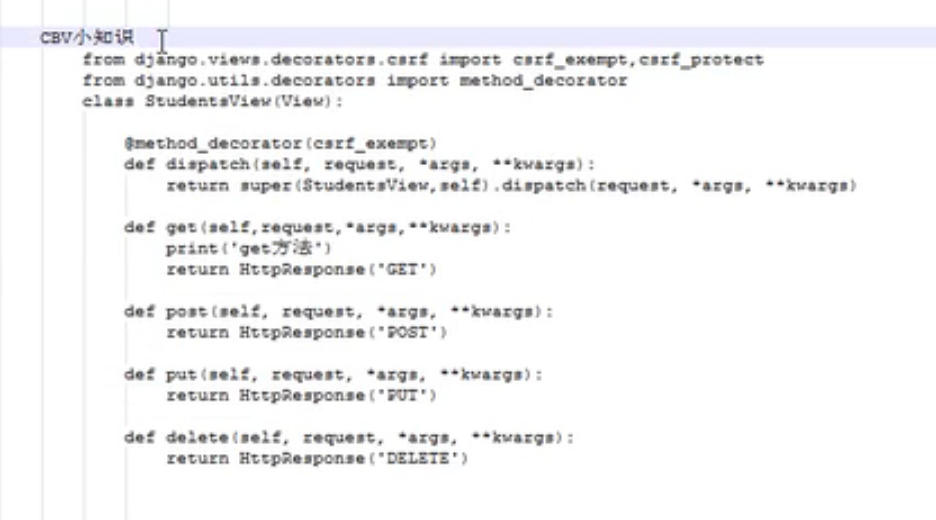 CBV小知识
from django.views.decorators.csrf import csrf_exempt,csrf_protect
from django.utils.decorators import method_decorator
class StudentsView(View):
@method_decorator(csrf_exempt)
def dispatch(self, request, *args, **kwargs):
return super(StudentsView,self).dispatch(request, *args, **kwargs)
def get(self,request,*args,**kwargs):
print('get方法')
return HttpResponse('GET')
def post(self, request, *args, **kwargs):
return HttpResponse('POST')
def put(self, request, *args, **kwargs):
return HttpResponse('PUT')
def delete(self, request, *args, **kwargs):
return HttpResponse('DELETE')